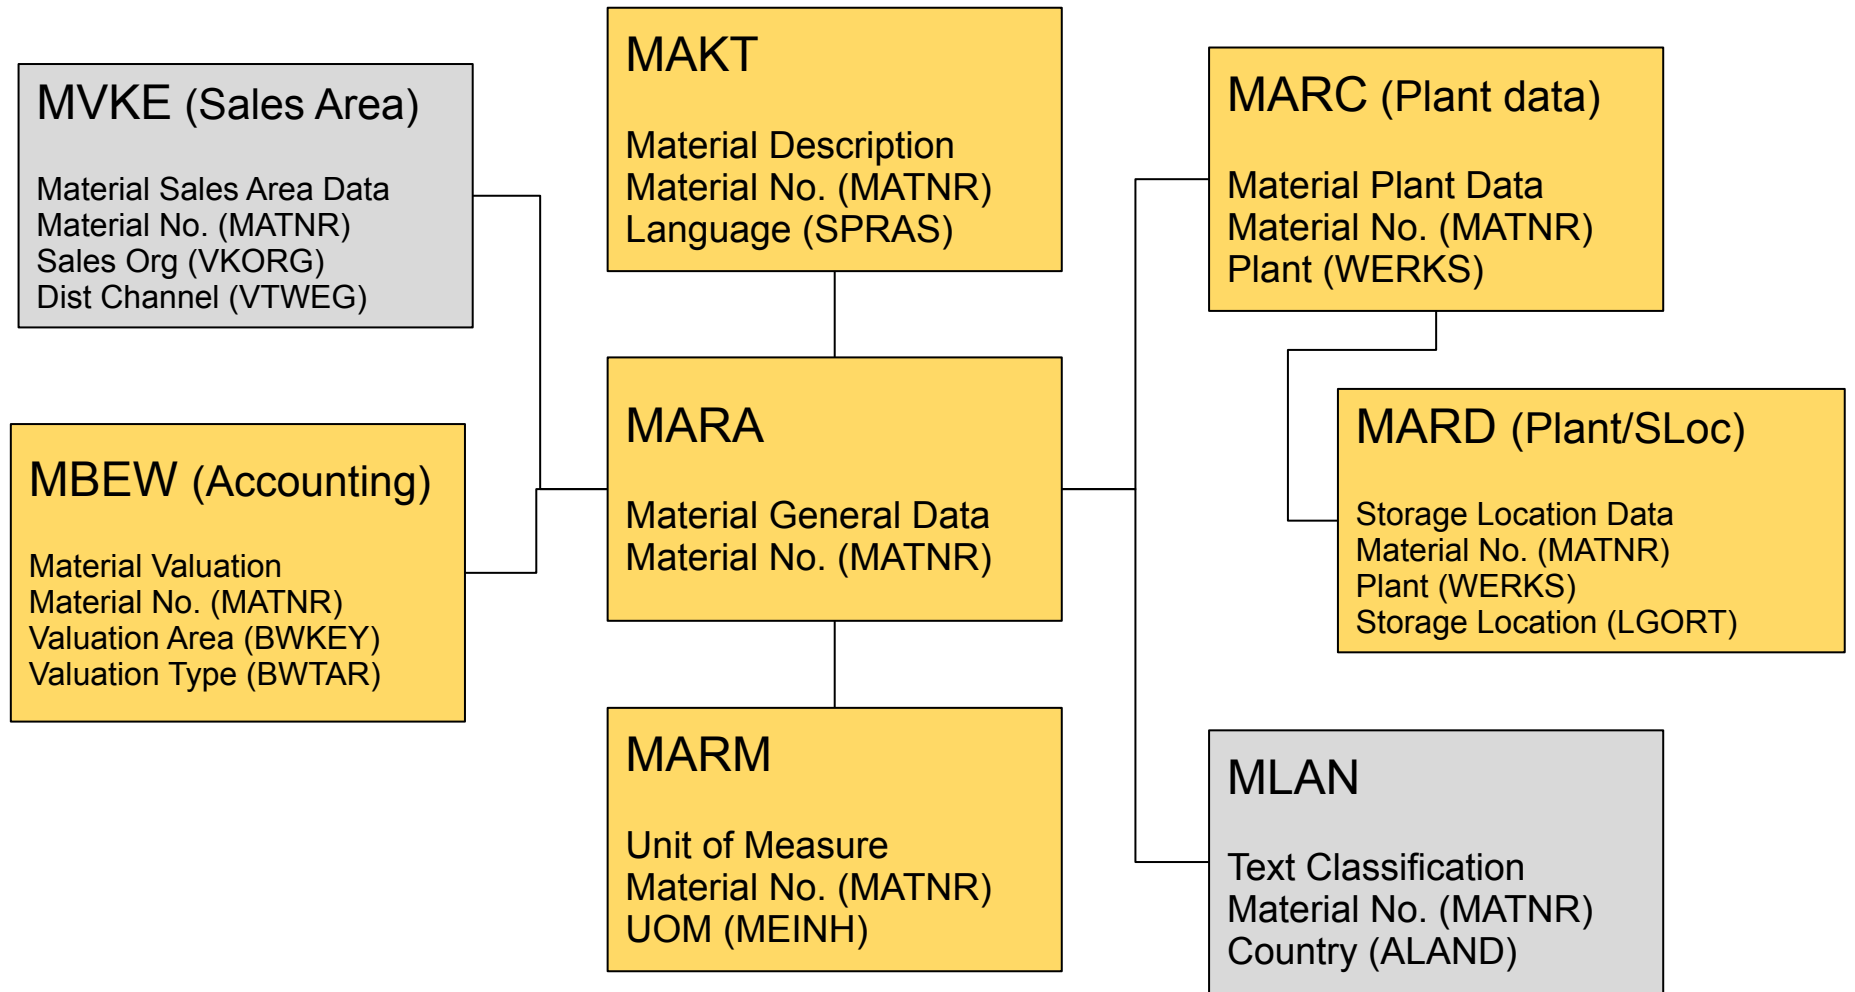 MVKE (Sales Area)
Material Sales Area Data
Material No. (MATNR)
Sales Org (VKORG)
Dist Channel (VTWEG)
MBEW (Accounting)
Material Valuation
Material No. (MATNR)
Valuation Area (BWKEY)
Valuation Type (BWTAR)
MAKT
Material Description
Material No. (MATNR)
Language (SPRAS)
MARA
Material General Data
Material No. (MATNR)
MARM
Unit of Measure
Material No. (MATNR)
UOM (MEINH)
MARC (Plant data)
Material Plant Data
Material No. (MATNR)
Plant (WERKS)
MARD (Plant/SLoc)
Storage Location Data
Material No. (MATNR)
Plant (WERKS)
Storage Location (LGORT)
MLAN
Text Classification
Material No. (MATNR)
Country (ALAND)